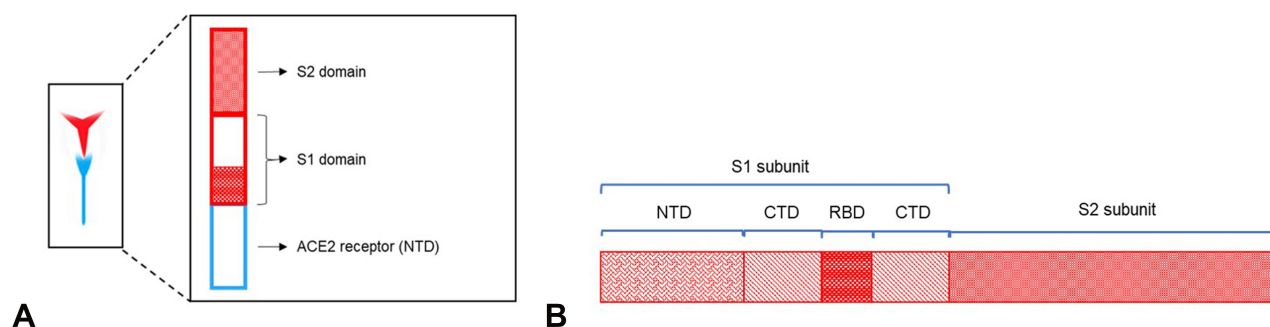 S2 domain
S1 domain
ACE2 receptor (NTD)
A
S1 subunit
NTD CTD RBD CTD S2 subunit
B